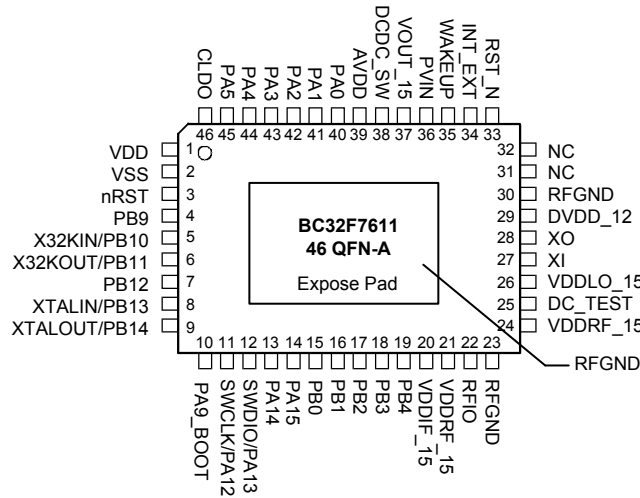 CLDO
PA5
PA4
PA3
PA2
PA1
PA0
AVDD
DCDC_SW
VOUT_15
PVIN
WAKEUP
INT_EXT
RST_N
46 45 44 43 42 41 40 39 38 37 36 35 34 33
VDD 1
VSS 2
nRST 3
PB9 4
X32KIN/PB10 5
X32KOUT/PB11 6
PB12 7
XTALIN/PB13 8
XTALOUT/PB14 9
BC32F7611
46 QFN-A
Expose Pad
32 NC
31 NC
30 RFGND
29 DVDD_12
28 XO
27 XI
26 VDDLO_15
25 DC_TEST
24 VDDRF_15
RFGND
10 11 12 13 14 15 16 17 18 19 20 21 22 23
PA9_BOOT
SWCLK/PA12
SWDIO/PA13
PA14
PA15
PB0
PB1
PB2
PB3
PB4
VDDIF_15
VDDRF_15
RFIO
RFGND